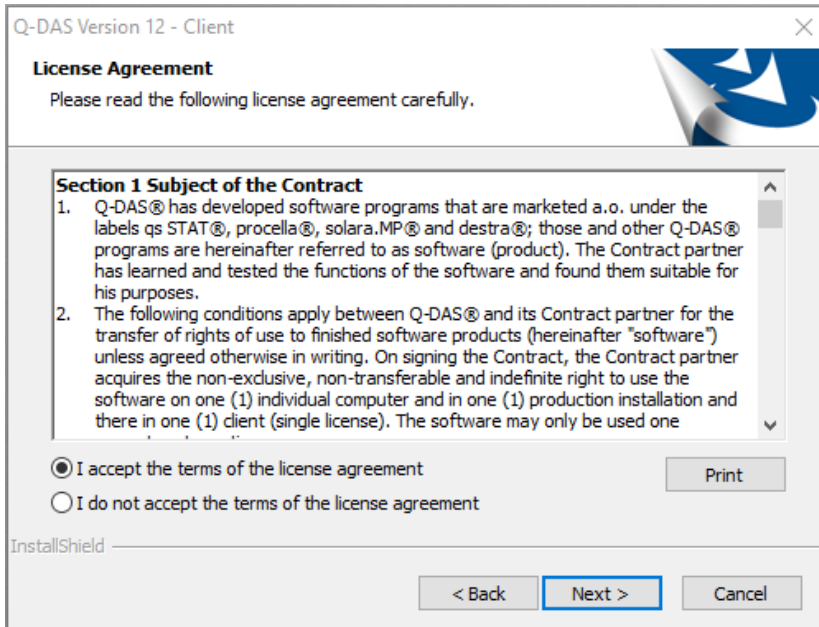 Q-DAS Version 12 - Client
License Agreement
Please read the following license agreement carefully.
Section 1 Subject of the Contract
1. Q-DAS® has developed software programs that are marketed a.o. under the
labels qs STAT®, procella®, solara.MP® and destra®; those and other Q-DAS®
programs are hereinafter referred to as software (product). The Contract partner
has learned and tested the functions of the software and found them suitable for
his purposes.
2. The following conditions apply between Q-DAS® and its Contract partner for the
transfer of rights of use to finished software products (hereinafter "software")
unless agreed otherwise in writing. On signing the Contract, the Contract partner
acquires the non-exclusive, non-transferable and indefinite right to use the
software on one (1) individual computer and in one (1) production installation and
there in one (1) client (single license). The software may only be used one
I accept the terms of the license agreement
Print
I do not accept the terms of the license agreement
InstallShield
< Back
Next >
Cancel